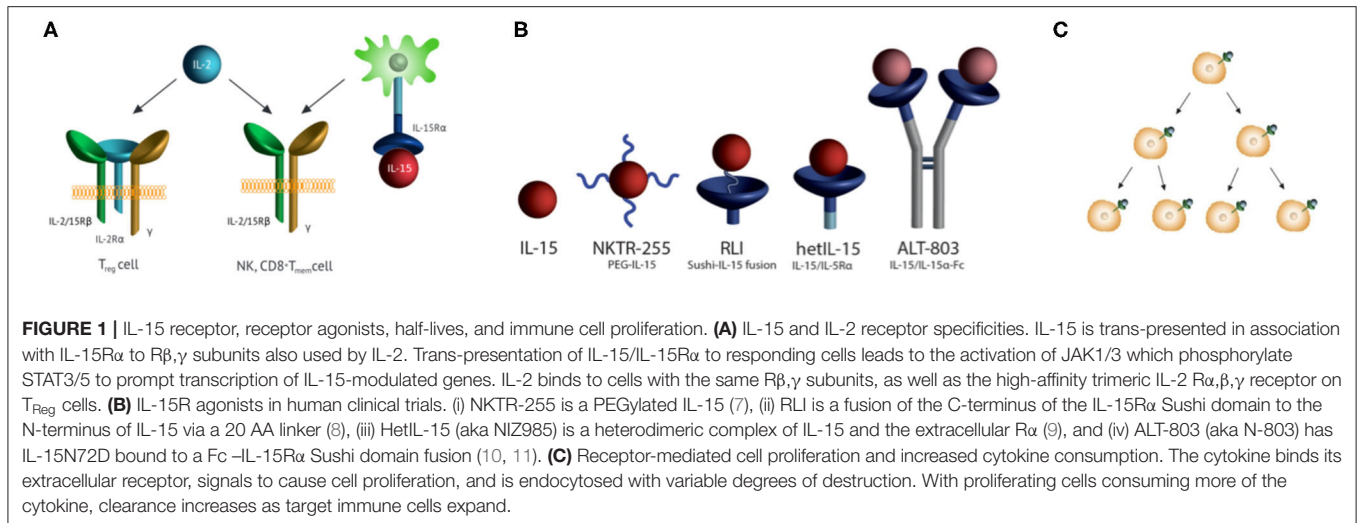 A
B
C
IL-2
IL-15Rα
IL-15
IL-2/15Rβ
IL-2Rα
γ
Treg cell
IL-2/15Rβ
γ
NK, CD8+Tmemcell
IL-15
NKTR-255
PEG-IL-15
RLI
Sushi-IL-15 fusion
hetIL-15
IL-15/IL-5Rα
ALT-803
IL-15/IL-15α-Fc
FIGURE 1 | IL-15 receptor, receptor agonists, half-lives, and immune cell proliferation. (A) IL-15 and IL-2 receptor specificities. IL-15 is trans-presented in association
with IL-15Rα to Rβ,γ subunits also used by IL-2. Trans-presentation of IL-15/IL-15Rα to responding cells leads to the activation of JAK1/3 which phosphorylate
STAT3/5 to prompt transcription of IL-15-modulated genes. IL-2 binds to cells with the same Rβ,γ subunits, as well as the high-affinity trimeric IL-2 Rα,β,γ receptor on
TReg cells. (B) IL-15R agonists in human clinical trials. (i) NKTR-255 is a PEGylated IL-15 (7), (ii) RLI is a fusion of the C-terminus of the IL-15Rα Sushi domain to the
N-terminus of IL-15 via a 20 AA linker (8), (iii) HetIL-15 (aka NIZ985) is a heterodimeric complex of IL-15 and the extracellular Rα (9), and (iv) ALT-803 (aka N-803) has
IL-15N72D bound to a Fc –IL-15Rα Sushi domain fusion (10, 11). (C) Receptor-mediated cell proliferation and increased cytokine consumption. The cytokine binds its
extracellular receptor, signals to cause cell proliferation, and is endocytosed with variable degrees of destruction. With proliferating cells consuming more of the
cytokine, clearance increases as target immune cells expand.